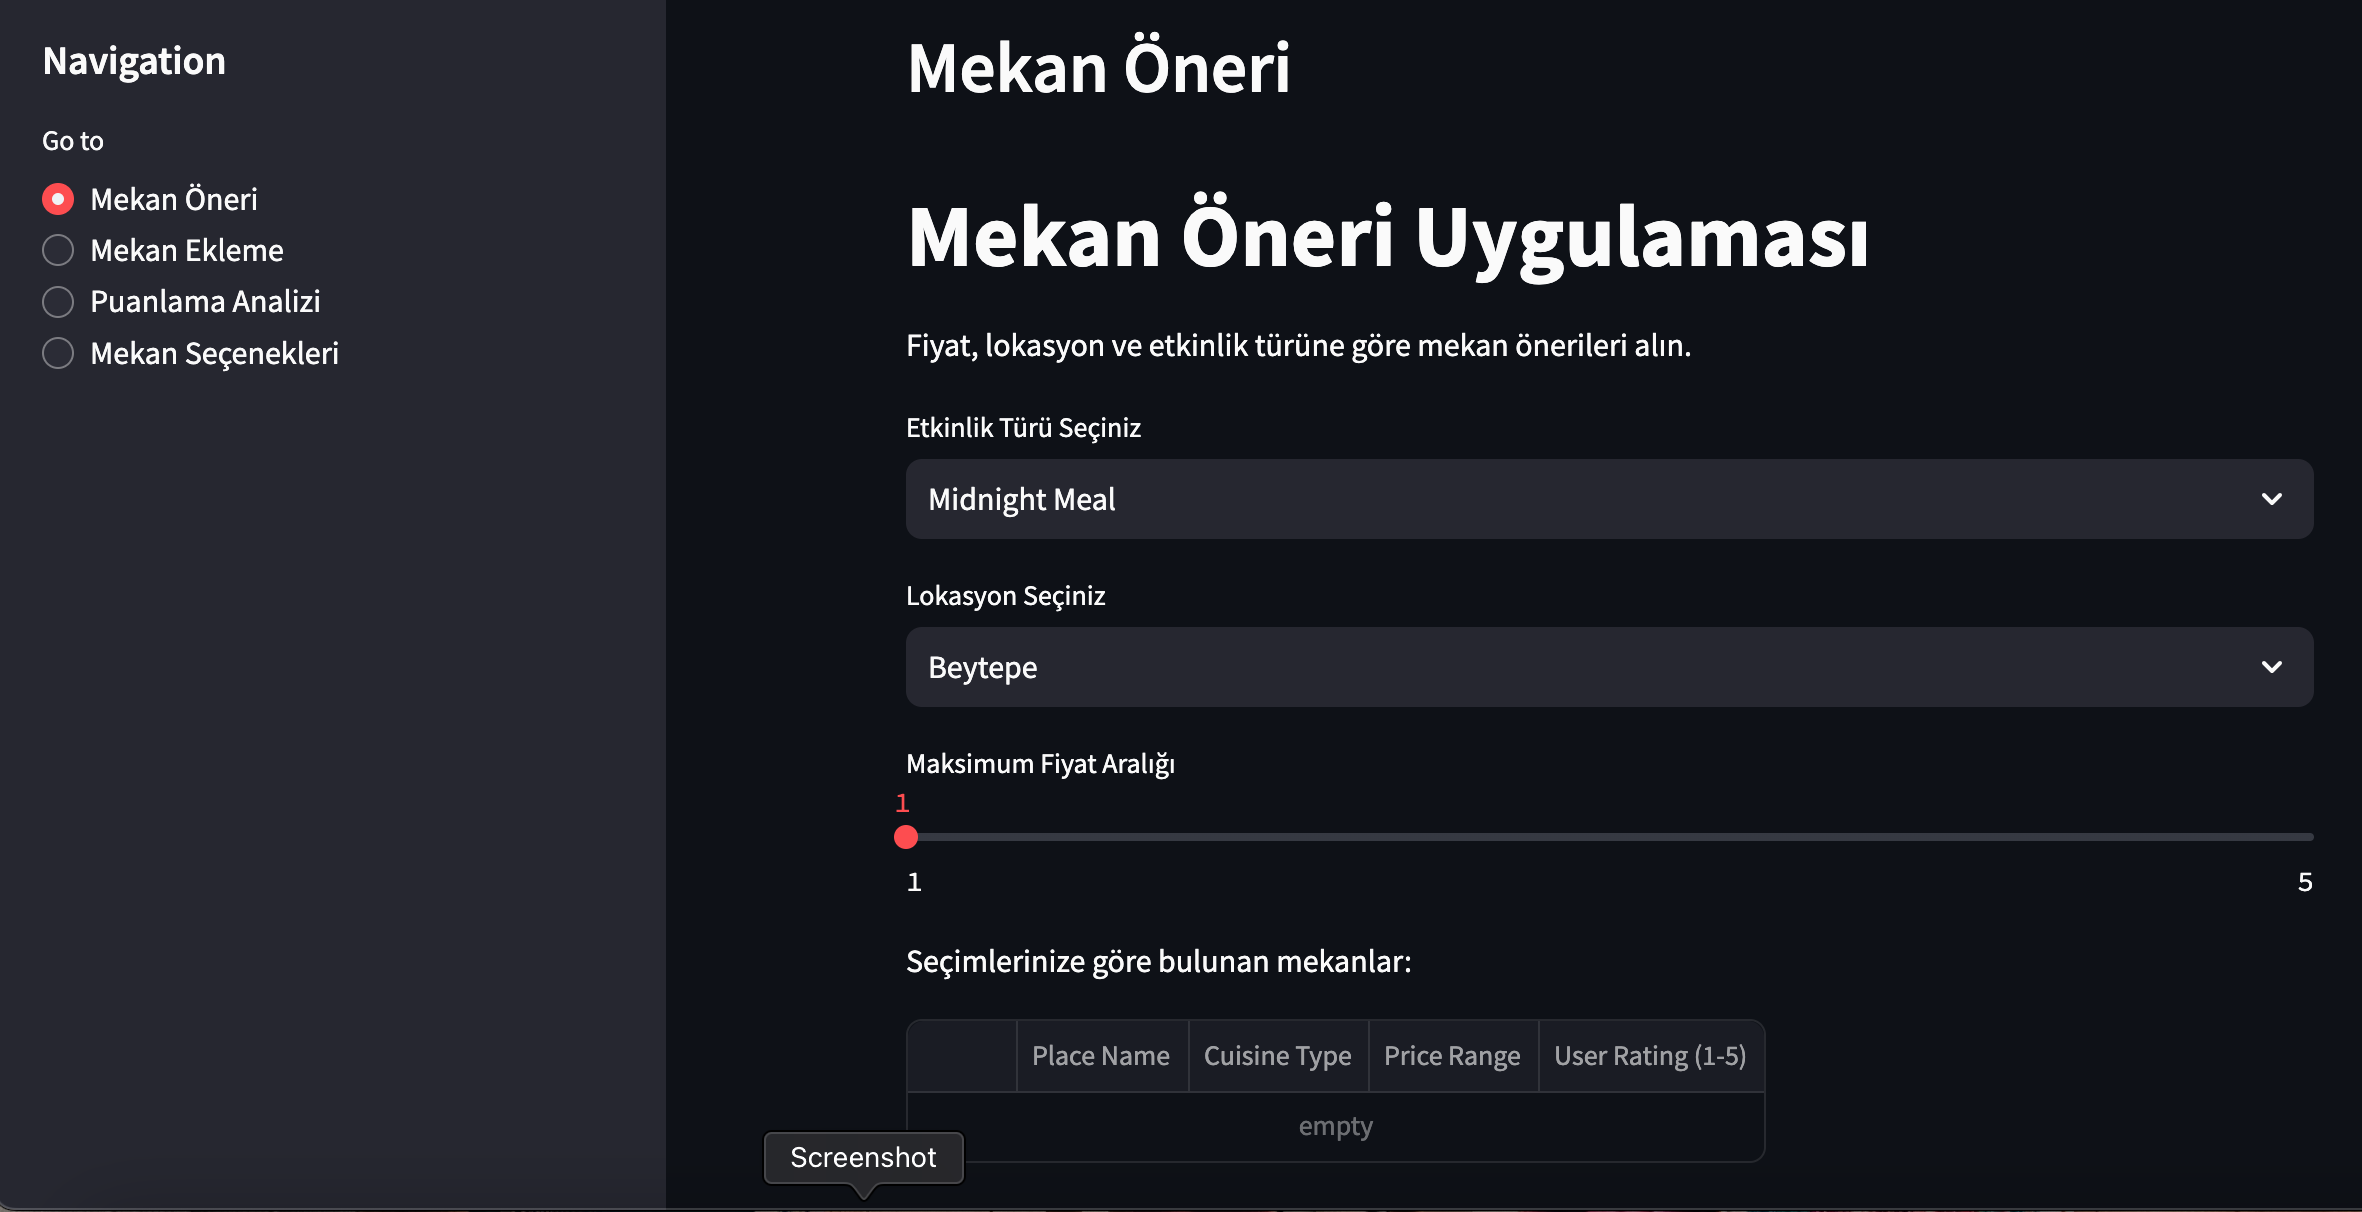 Navigation
Go to
Mekan Öneri
Mekan Ekleme
Puanlama Analizi
Mekan Seçenekleri
Mekan Öneri
Mekan Öneri Uygulaması
Fiyat, lokasyon ve etkinlik türüne göre mekan önerileri alın.
Etkinlik Türü Seçiniz
Midnight Meal
Lokasyon Seçiniz
Beytepe
Maksimum Fiyat Aralığı
1
1 5
Seçimlerinize göre bulunan mekanlar:
Place Name Cuisine Type Price Range User Rating (1-5)
empty
Screenshot